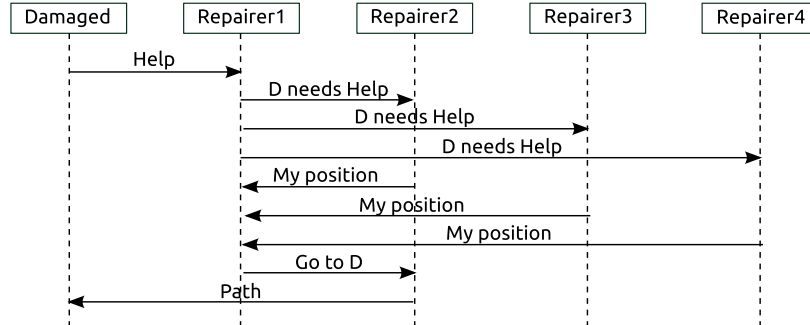 Damaged
Repairer1
Repairer2
Repairer3
Repairer4
Help
D needs Help
D needs Help
D needs Help
My position
My position
My position
Go to D
Path